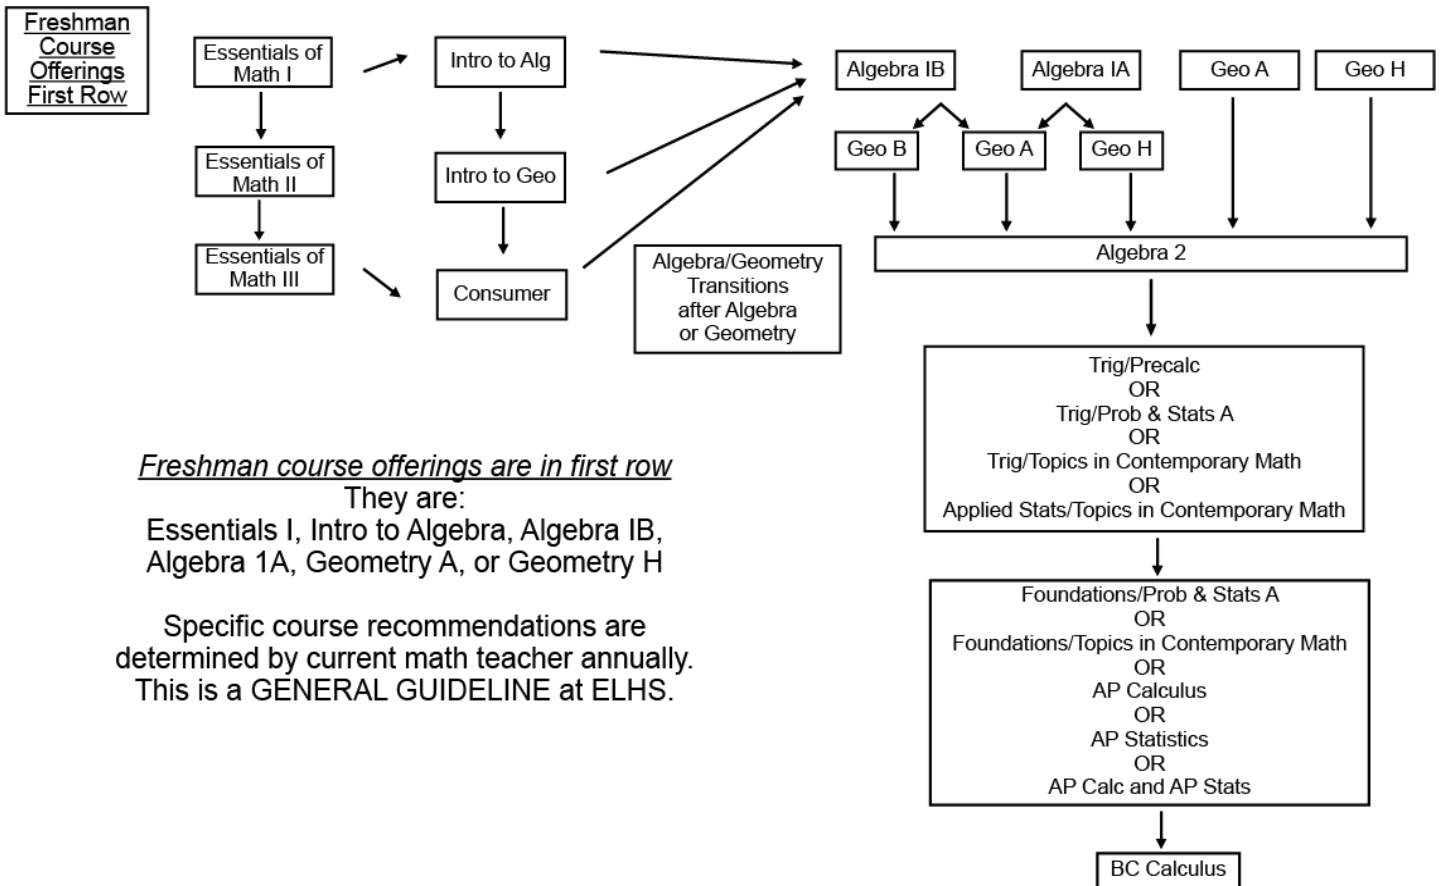 Freshman
Course
Offerings
First Row
Essentials of
Math I
Intro to Alg
Algebra IB
Algebra IA
Geo A
Geo H
Geo B
Geo A
Geo H
Essentials of
Math II
Intro to Geo
Essentials of
Math III
Consumer
Algebra/Geometry
Transitions
after Algebra
or Geometry
Algebra 2
Trig/Precalc
OR
Trig/Prob & Stats A
OR
Trig/Topics in Contemporary Math
OR
Applied Stats/Topics in Contemporary Math
Freshman course offerings are in first row
They are:
Essentials I, Intro to Algebra, Algebra IB,
Algebra 1A, Geometry A, or Geometry H
Specific course recommendations are
determined by current math teacher annually.
This is a GENERAL GUIDELINE at ELHS.
Foundations/Prob & Stats A
OR
Foundations/Topics in Contemporary Math
OR
AP Calculus
OR
AP Statistics
OR
AP Calc and AP Stats
BC Calculus